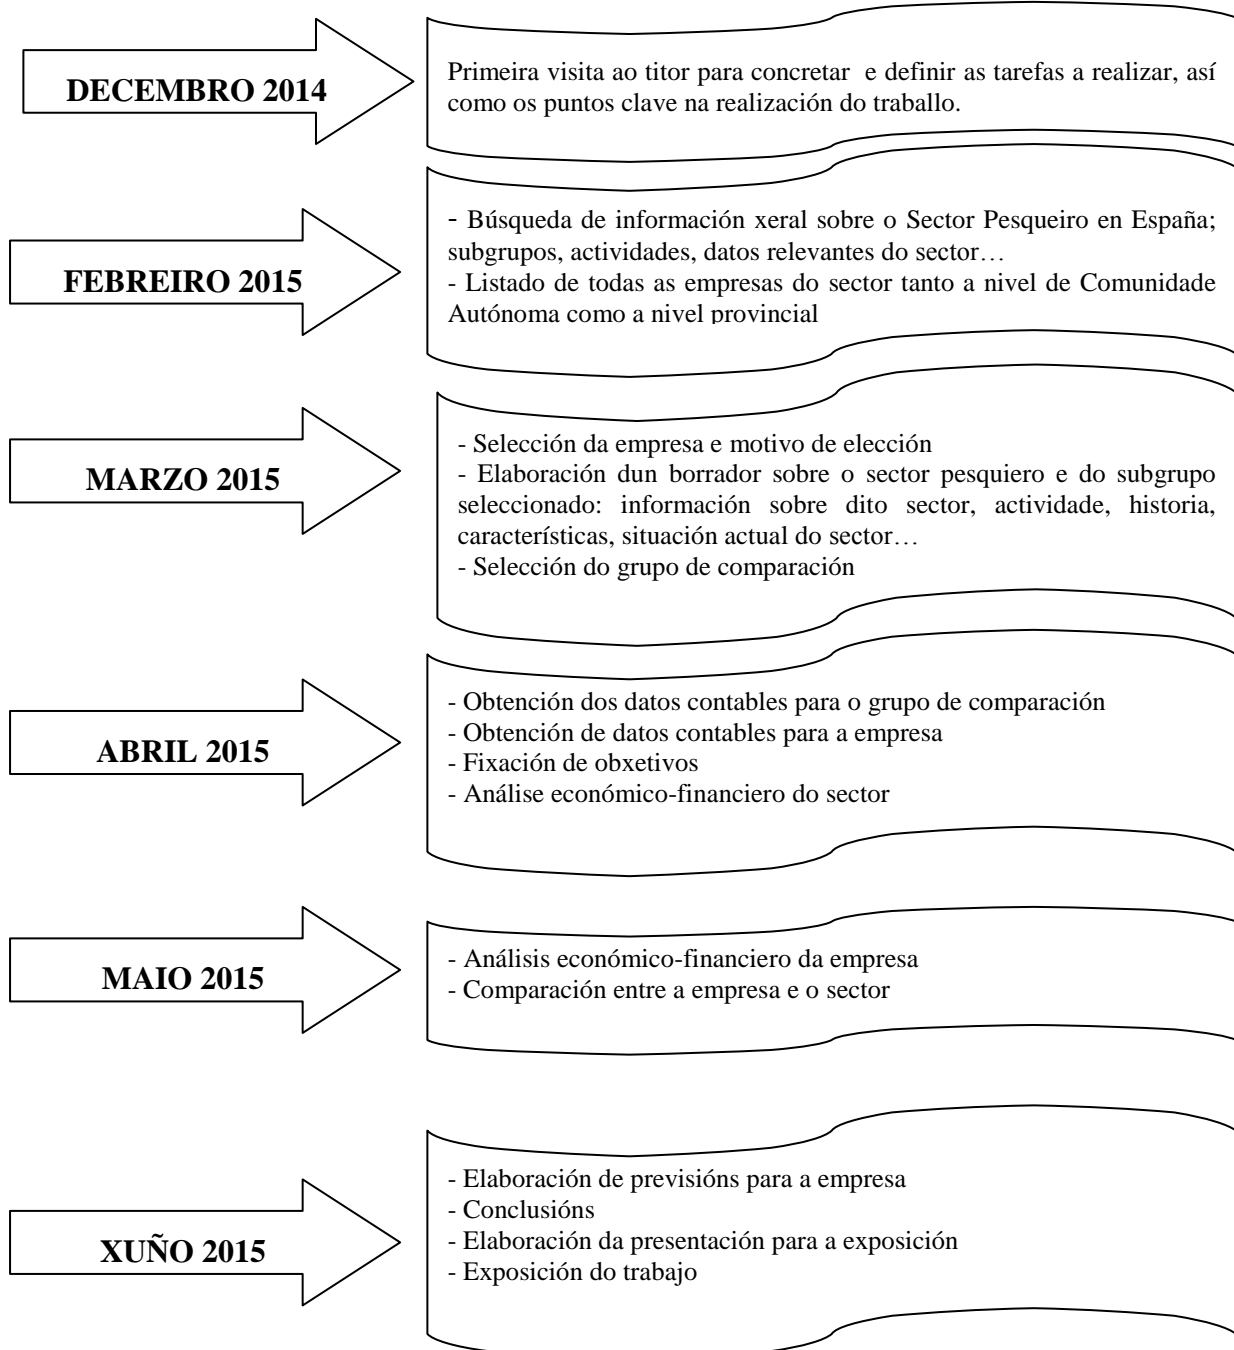 DECEMBRO 2014
Primeira visita ao titor para concretar e definir as tarefas a realizar, así
como os puntos clave na realización do traballo.
FEBREIRO 2015
- Búsqueda de información xeral sobre o Sector Pesqueiro en España;
subgrupos, actividades, datos relevantes do sector…
- Listado de todas as empresas do sector tanto a nivel de Comunidade
Autónoma como a nivel provincial
MARZO 2015
- Selección da empresa e motivo de elección
- Elaboración dun borrador sobre o sector pesquiero e do subgrupo
seleccionado: información sobre dito sector, actividade, historia,
características, situación actual do sector…
- Selección do grupo de comparación
ABRIL 2015
- Obtención dos datos contables para o grupo de comparación
- Obtención de datos contables para a empresa
- Fixación de obxetivos
- Análise económico-financiero do sector
MAIO 2015
- Análisis económico-financiero da empresa
- Comparación entre a empresa e o sector
XUÑO 2015
- Elaboración de previsións para a empresa
- Conclusións
- Elaboración da presentación para a exposición
- Exposición do trabajo